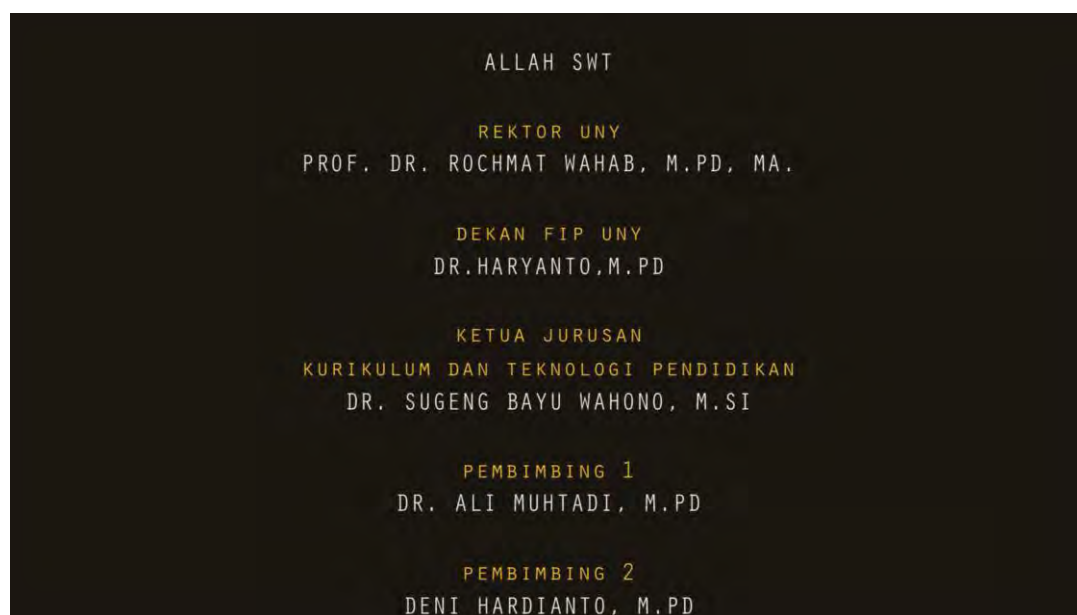 ALLAH SWT
REKTOR UNY
PROF. DR. ROCHMAT WAHAB, M.PD, MA.
DEKAN FIP UNY
DR.HARYANTO,M.PD
KETUA JURUSAN
KURIKULUM DAN TEKNOLOGI PENDIDIKAN
DR. SUGENG BAYU WAHONO, M.SI
PEMBIMBING 1
DR. ALI MUHTADI, M.PD
PEMBIMBING 2
DENI HARDIANTO, M.PD